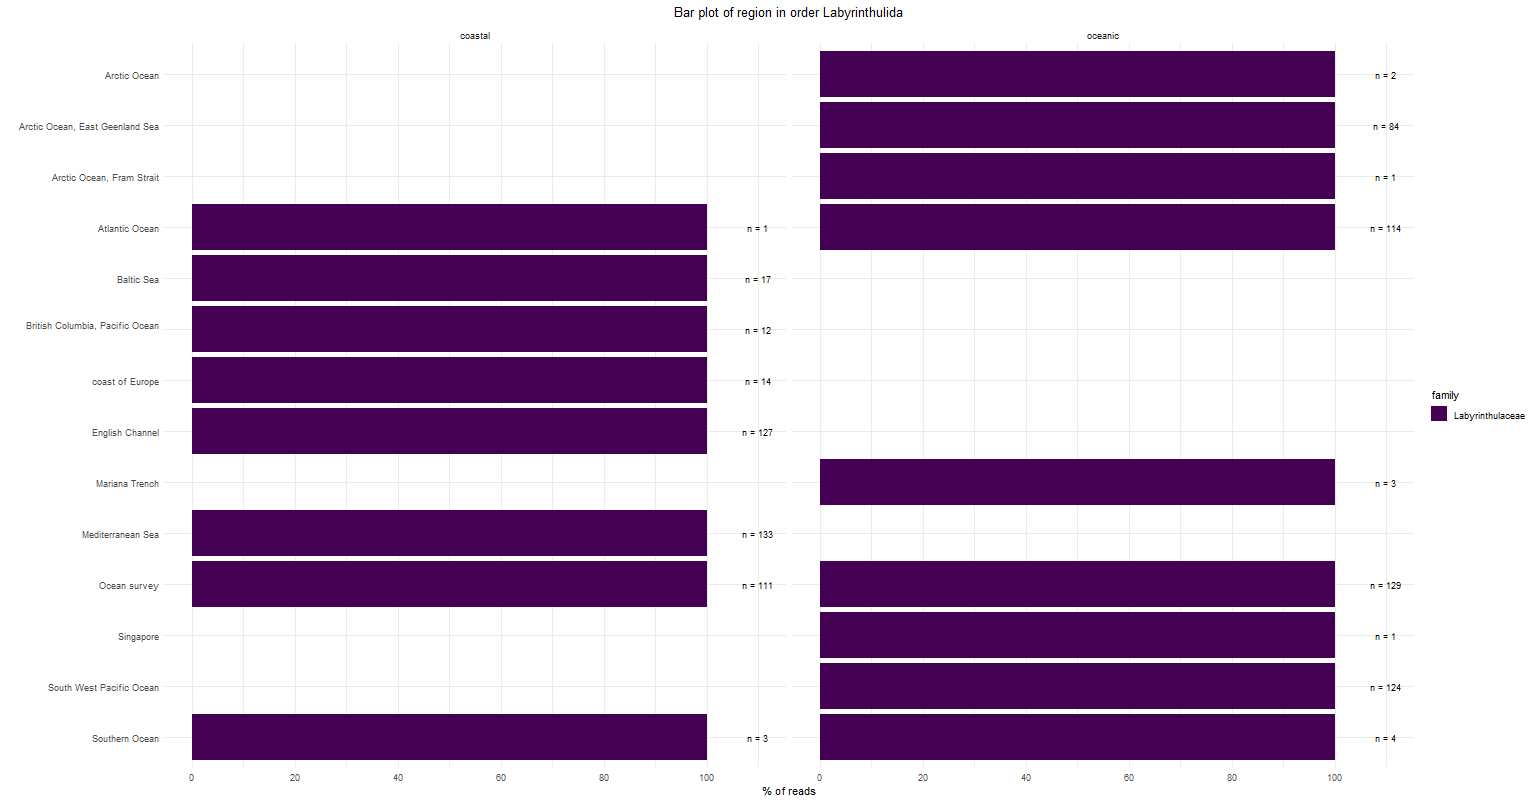 Bar plot of region in order Labyrinthulida
coastal
oceanic
Arctic Ocean
n = 2
Arctic Ocean, East Geenland Sea
n = 84
Arctic Ocean, Fram Strait
n = 1
Atlantic Ocean
n = 1
n = 114
Baltic Sea
n = 17
British Columbia, Pacific Ocean
n = 12
coast of Europe
n = 14
English Channel
n = 127
Mariana Trench
n = 3
Mediterranean Sea
n = 133
Ocean survey
n = 111
n = 129
Singapore
n = 1
South West Pacific Ocean
n = 124
Southern Ocean
n = 3
n = 4
0 20 40 60 80 100
0 20 40 60 80 100
% of reads
family
Labyrinthulaceae